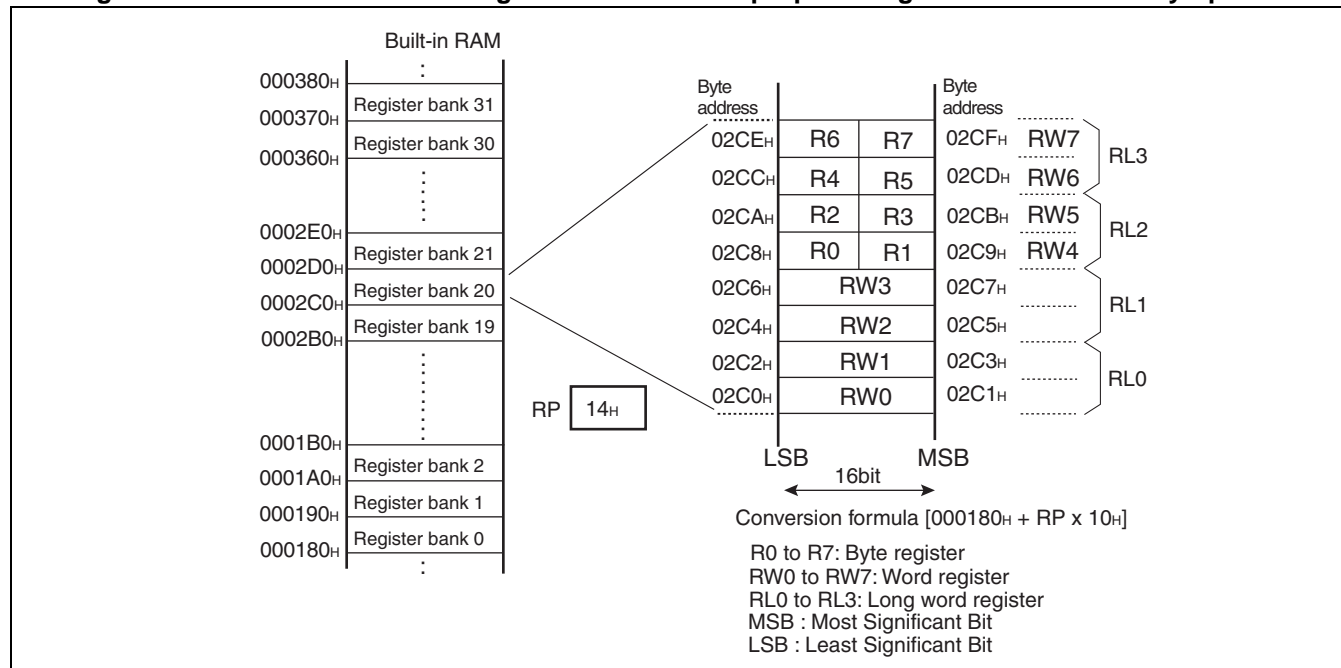 Built-in RAM
000380H
Register bank 31
000370H
Register bank 30
000360H
0002E0H
Register bank 21
0002D0H
Register bank 20
0002C0H
Register bank 19
0002B0H
RP 14H
0001B0H
Register bank 2
0001A0H
Register bank 1
000190H
Register bank 0
000180H
Byte address
Byte address
02CEH R6 R7 02CFH RW7
RL3
02CCH R4 R5 02CDH RW6
02CAH R2 R3 02CBH RW5
RL2
02C8H R0 R1 02C9H RW4
02C6H RW3 02C7H
RL1
02C4H RW2 02C5H
02C2H RW1 02C3H
RL0
02C0H RW0 02C1H
LSB MSB
16bit
Conversion formula [000180H + RP x 10H]
R0 to R7: Byte register
RW0 to RW7: Word register
RL0 to RL3: Long word register
MSB : Most Significant Bit
LSB : Least Significant Bit